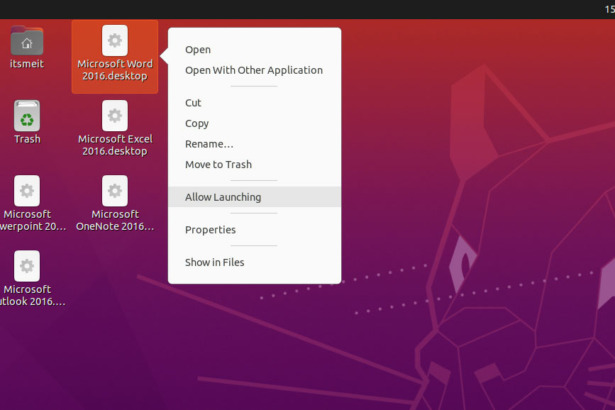 15
itsmeit
Microsoft Word
2016.desktop
Trash
Microsoft Excel
2016.desktop
Microsoft
werpoint 20...
Microsoft
OneNote 2016...
Microsoft
utlook 2016....
Open
Open With Other Application
Cut
Copy
Rename...
Move to Trash
Allow Launching
Properties
Show in Files